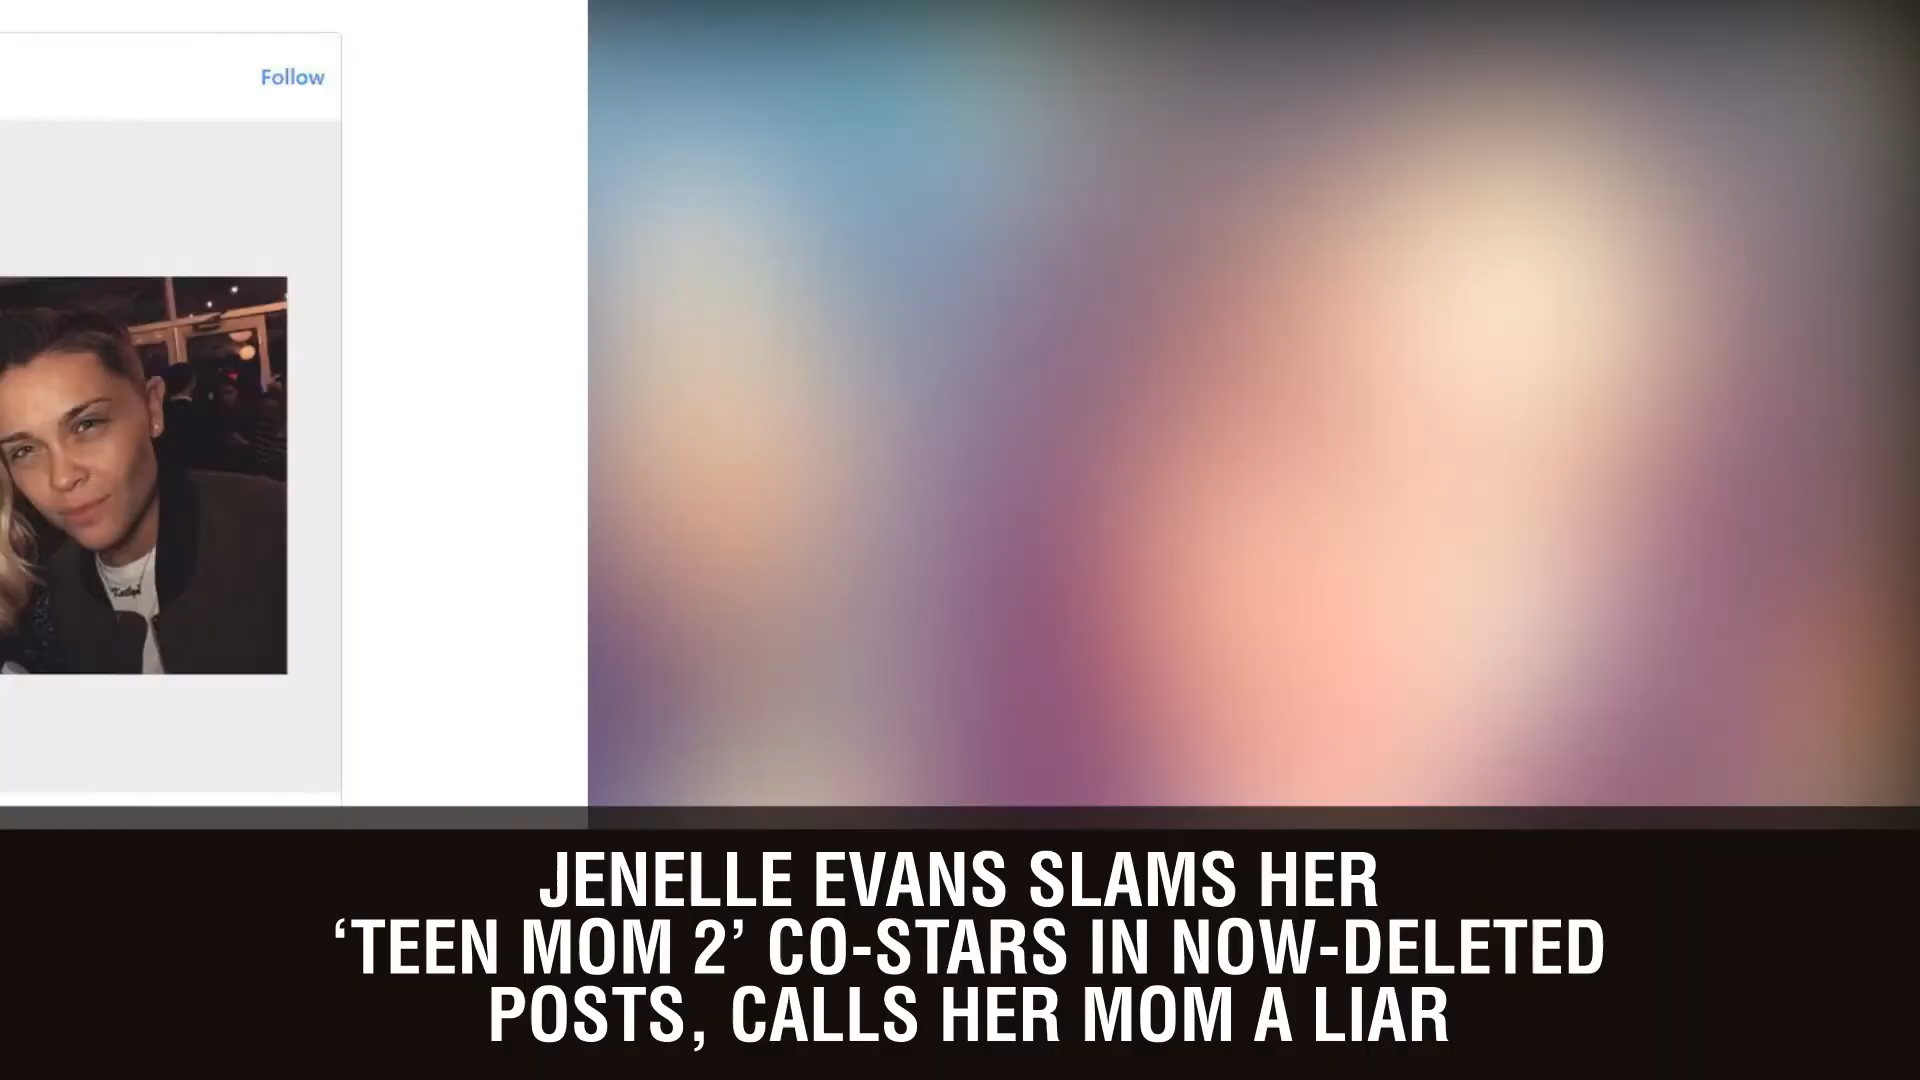 Follow
JENELLE EVANS SLAMS HER
‘TEEN MOM 2’ CO-STARS IN NOW-DELETED
POSTS, CALLS HER MOM A LIAR